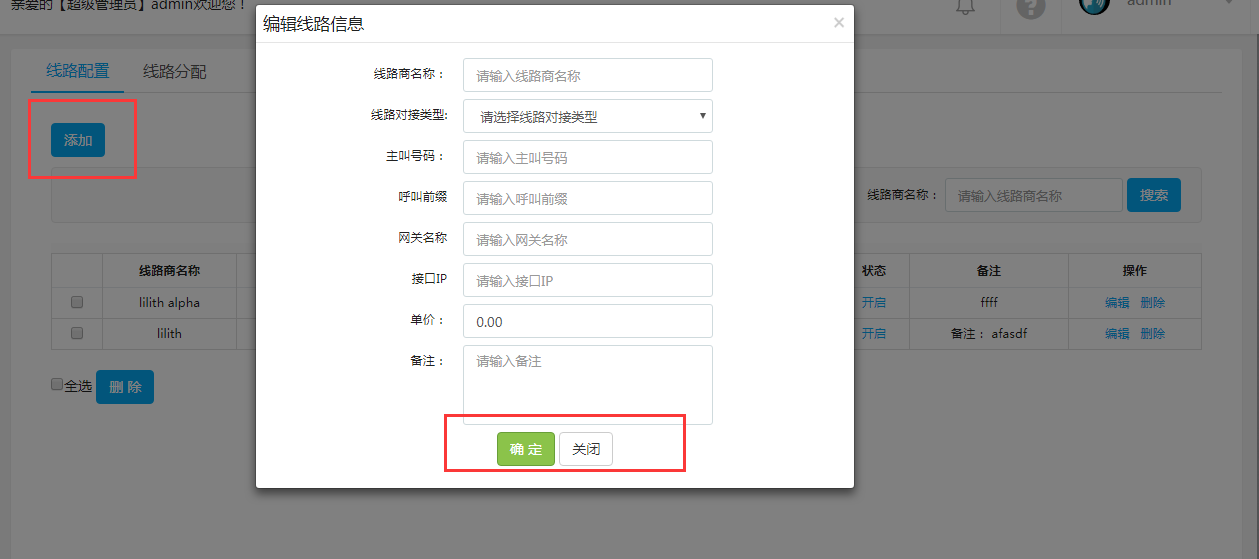 亲爱的【超级管理员】admin欢迎您！
admin
编辑线路信息
×
线路配置 线路分配
添加
线路商名称： 请输入线路商名称
线路对接类型: 请选择线路对接类型
主叫号码： 请输入主叫号码
呼叫前缀 请输入呼叫前缀
网关名称 请输入网关名称
接口IP 请输入接口IP
单价： 0.00
备注： 请输入备注
确 定 关闭
线路商名称： 请输入线路商名称 搜索
线路商名称 状态 备注 操作
lilith alpha 开启 ffff 编辑 删除
lilith 开启 备注： afasdf 编辑 删除
全选 删 除